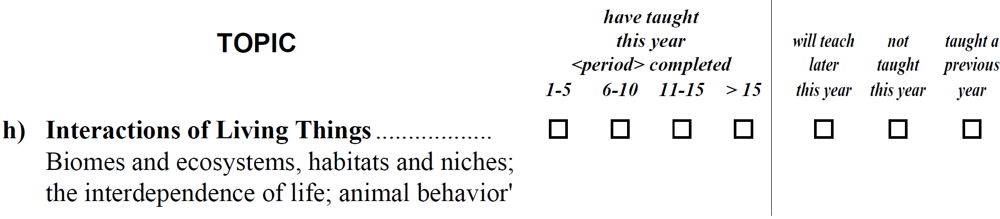 TOPIC
have taught
this year
<period> completed
1-5 6-10 11-15 > 15
will teach
later
this year
not
taught
this year
taught a
previous
year
h) Interactions of Living Things ..................
Biomes and ecosystems, habitats and niches;
the interdependence of life; animal behavior'